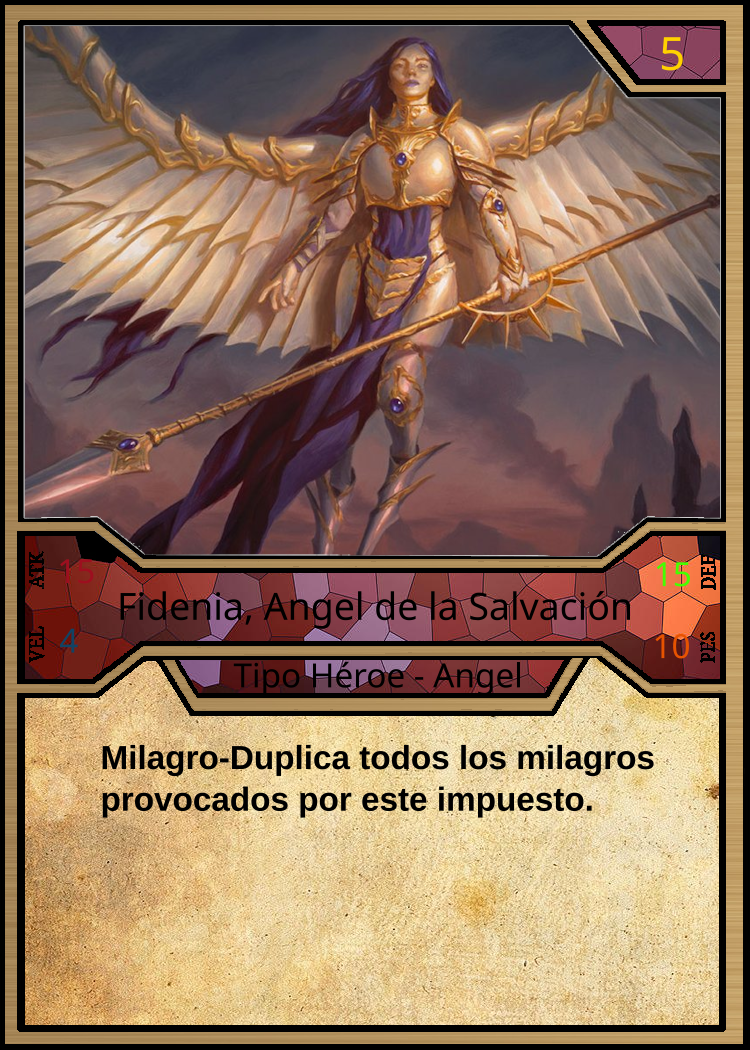 5
ATK 15
15 DEF
Fidenia, Angel de la Salvación
VEL 4
10 PES
Tipo Héroe - Angel
Milagro-Duplica todos los milagros
provocados por este impuesto.